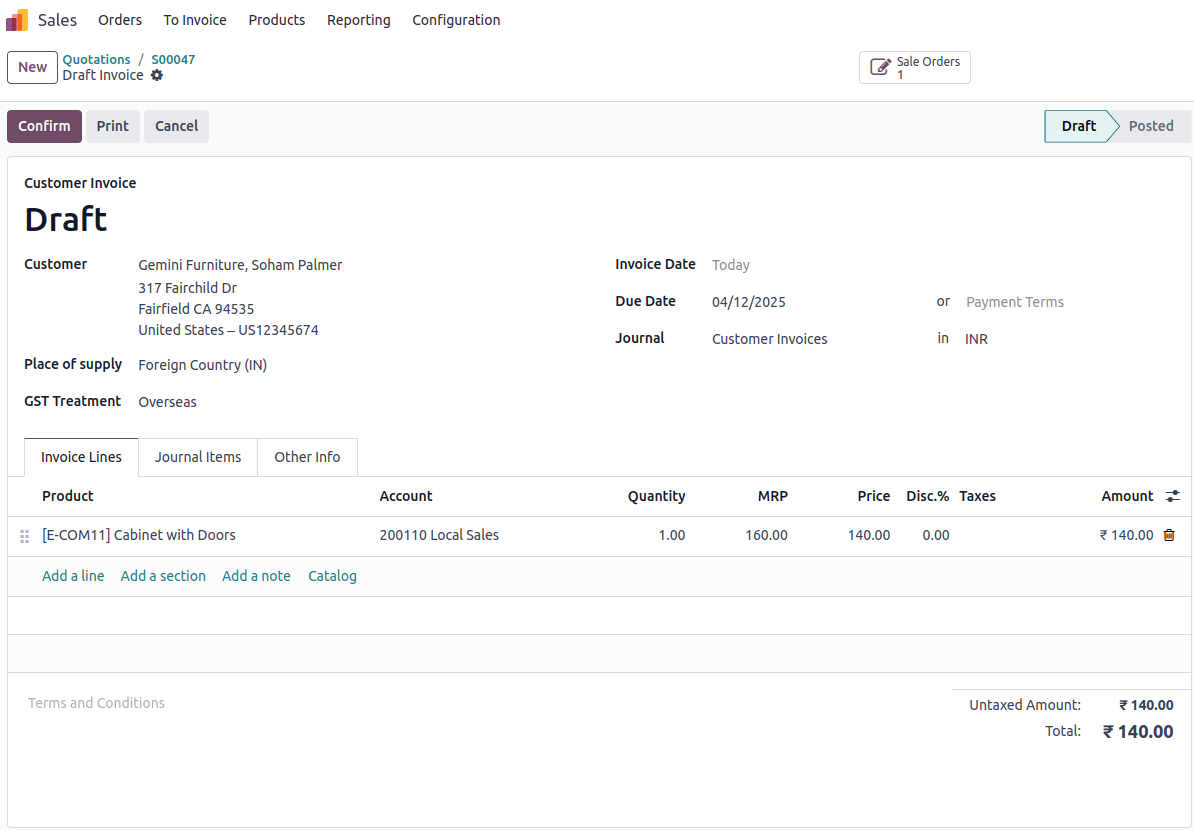 Sales Orders To Invoice Products Reporting Configuration
New Quotations / S00047
Draft Invoice
Sale Orders
1
Confirm Print Cancel Draft Posted
Customer Invoice
Draft
Customer Gemini Furniture, Soham Palmer Invoice Date Today
317 Fairchild Dr
Fairfield CA 94535 Due Date 04/12/2025 or Payment Terms
United States – US12345674 Journal Customer Invoices in INR
Place of supply Foreign Country (IN)
GST Treatment Overseas
Invoice Lines Journal Items Other Info
Product Account Quantity MRP Price Disc.% Taxes Amount
[E-COM11] Cabinet with Doors 200110 Local Sales 1.00 160.00 140.00 0.00 ₹ 140.00
Add a line Add a section Add a note Catalog
Terms and Conditions Untaxed Amount: ₹ 140.00
Total: ₹ 140.00